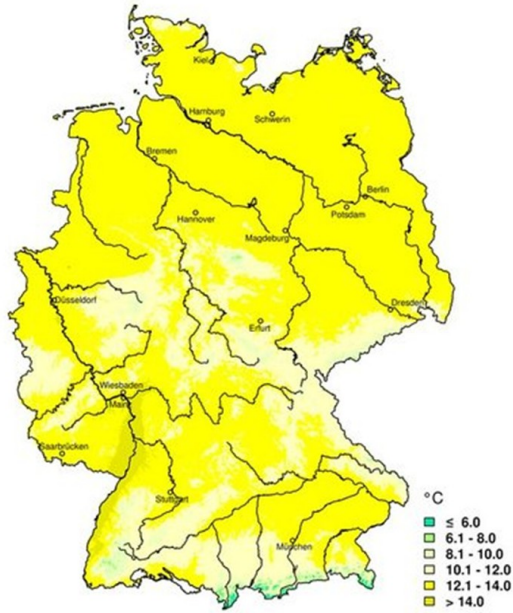 Kiel
Hamburg
Schwerin
Bremen
Berlin
Hannover
Potsdam
Magdeburg
Düsseldorf
Dresden
Erfurt
Wiesbaden
Mainz
Saarbrücken
Stuttgart
München
°C
≤ 6.0
6.1 - 8.0
8.1 - 10.0
10.1 - 12.0
12.1 - 14.0
> 14.0